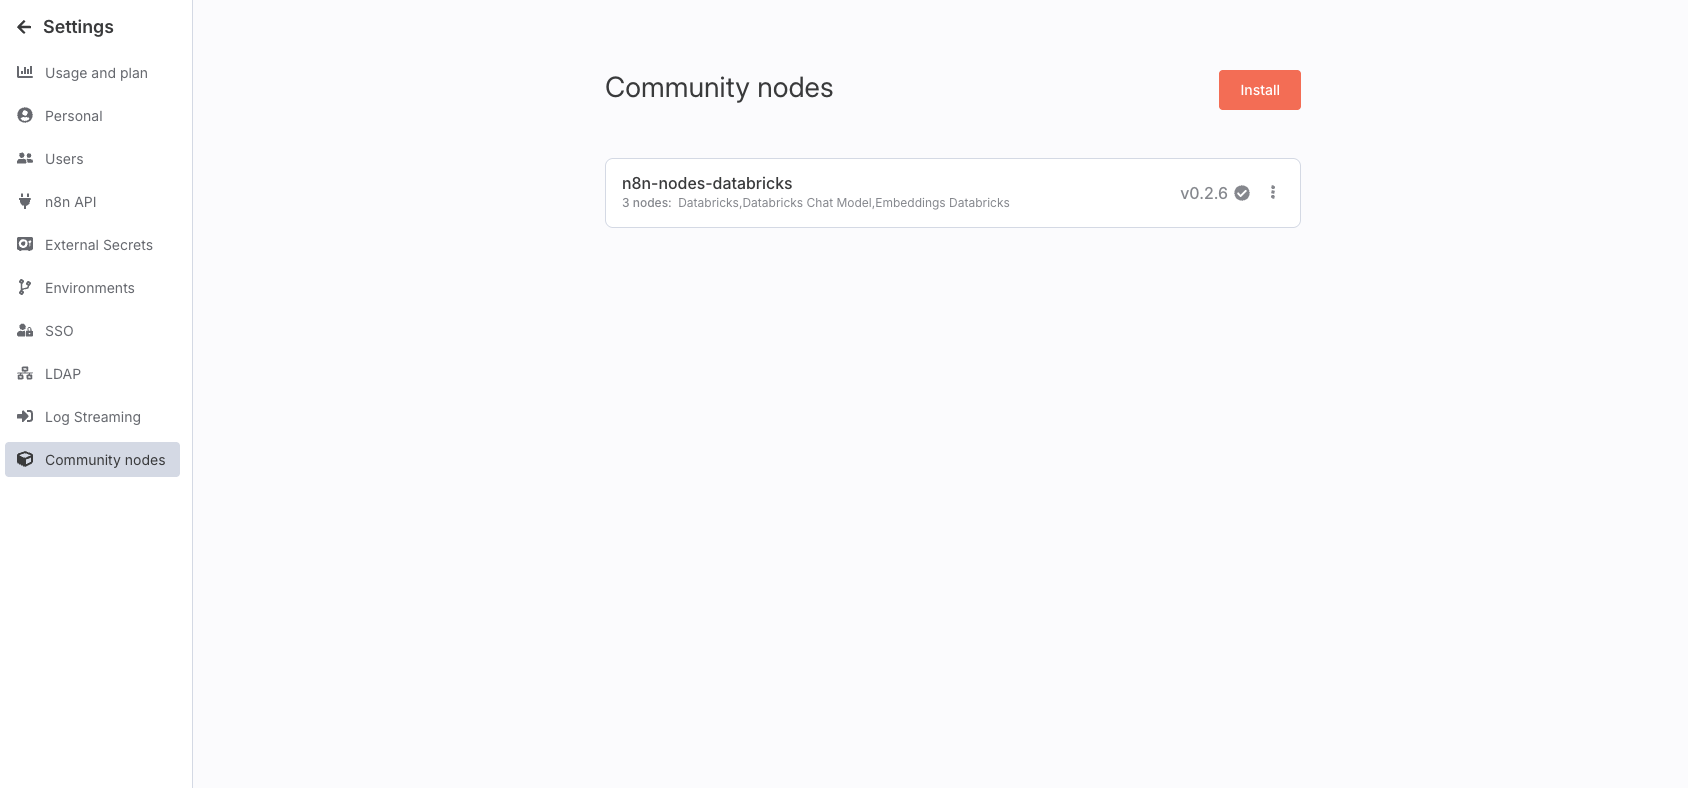 Settings
Usage and plan
Personal
Users
n8n API
External Secrets
Environments
SSO
LDAP
Log Streaming
Community nodes
Community nodes
Install
n8n-nodes-databricks
3 nodes: Databricks,Databricks Chat Model,Embeddings Databricks
v0.2.6